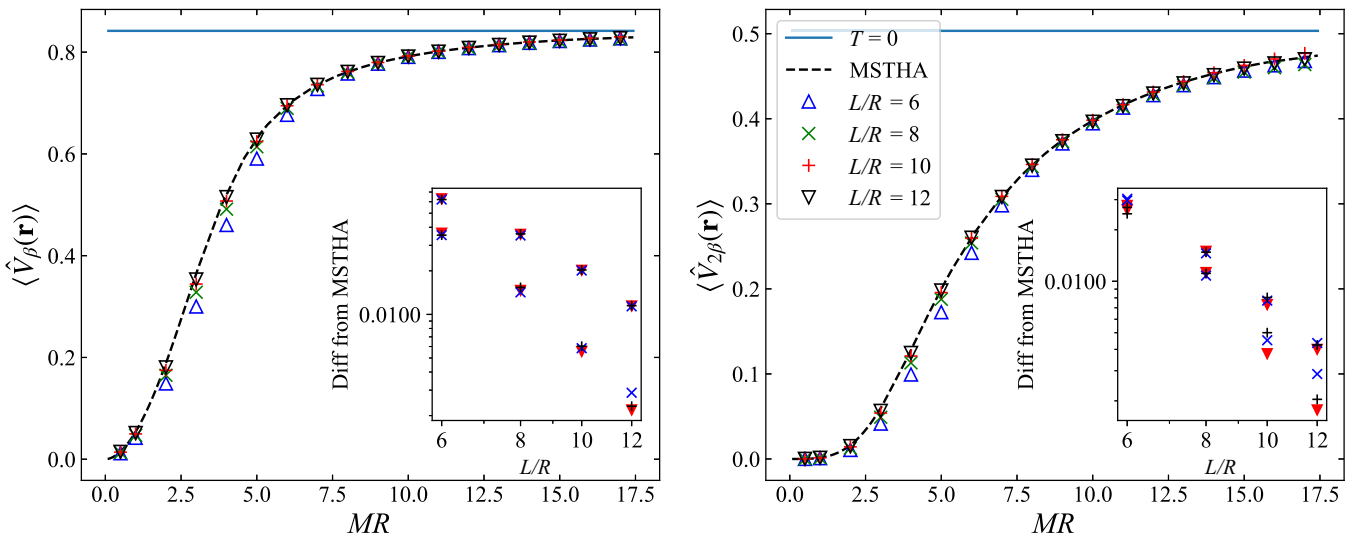 ⟨V̂_β(r)⟩
0.8
0.6
0.4
0.2
0.0
0.0 2.5 5.0 7.5 10.0 12.5 15.0 17.5
MR
Diff from MSTHA
0.0100
6 8 10 12
L/R
⟨V̂_2β(r)⟩
0.5
0.4
0.3
0.2
0.1
0.0
0.0 2.5 5.0 7.5 10.0 12.5 15.0 17.5
MR
T = 0
MSTHA
L/R = 6
L/R = 8
L/R = 10
L/R = 12
Diff from MSTHA
0.0100
6 8 10 12
L/R